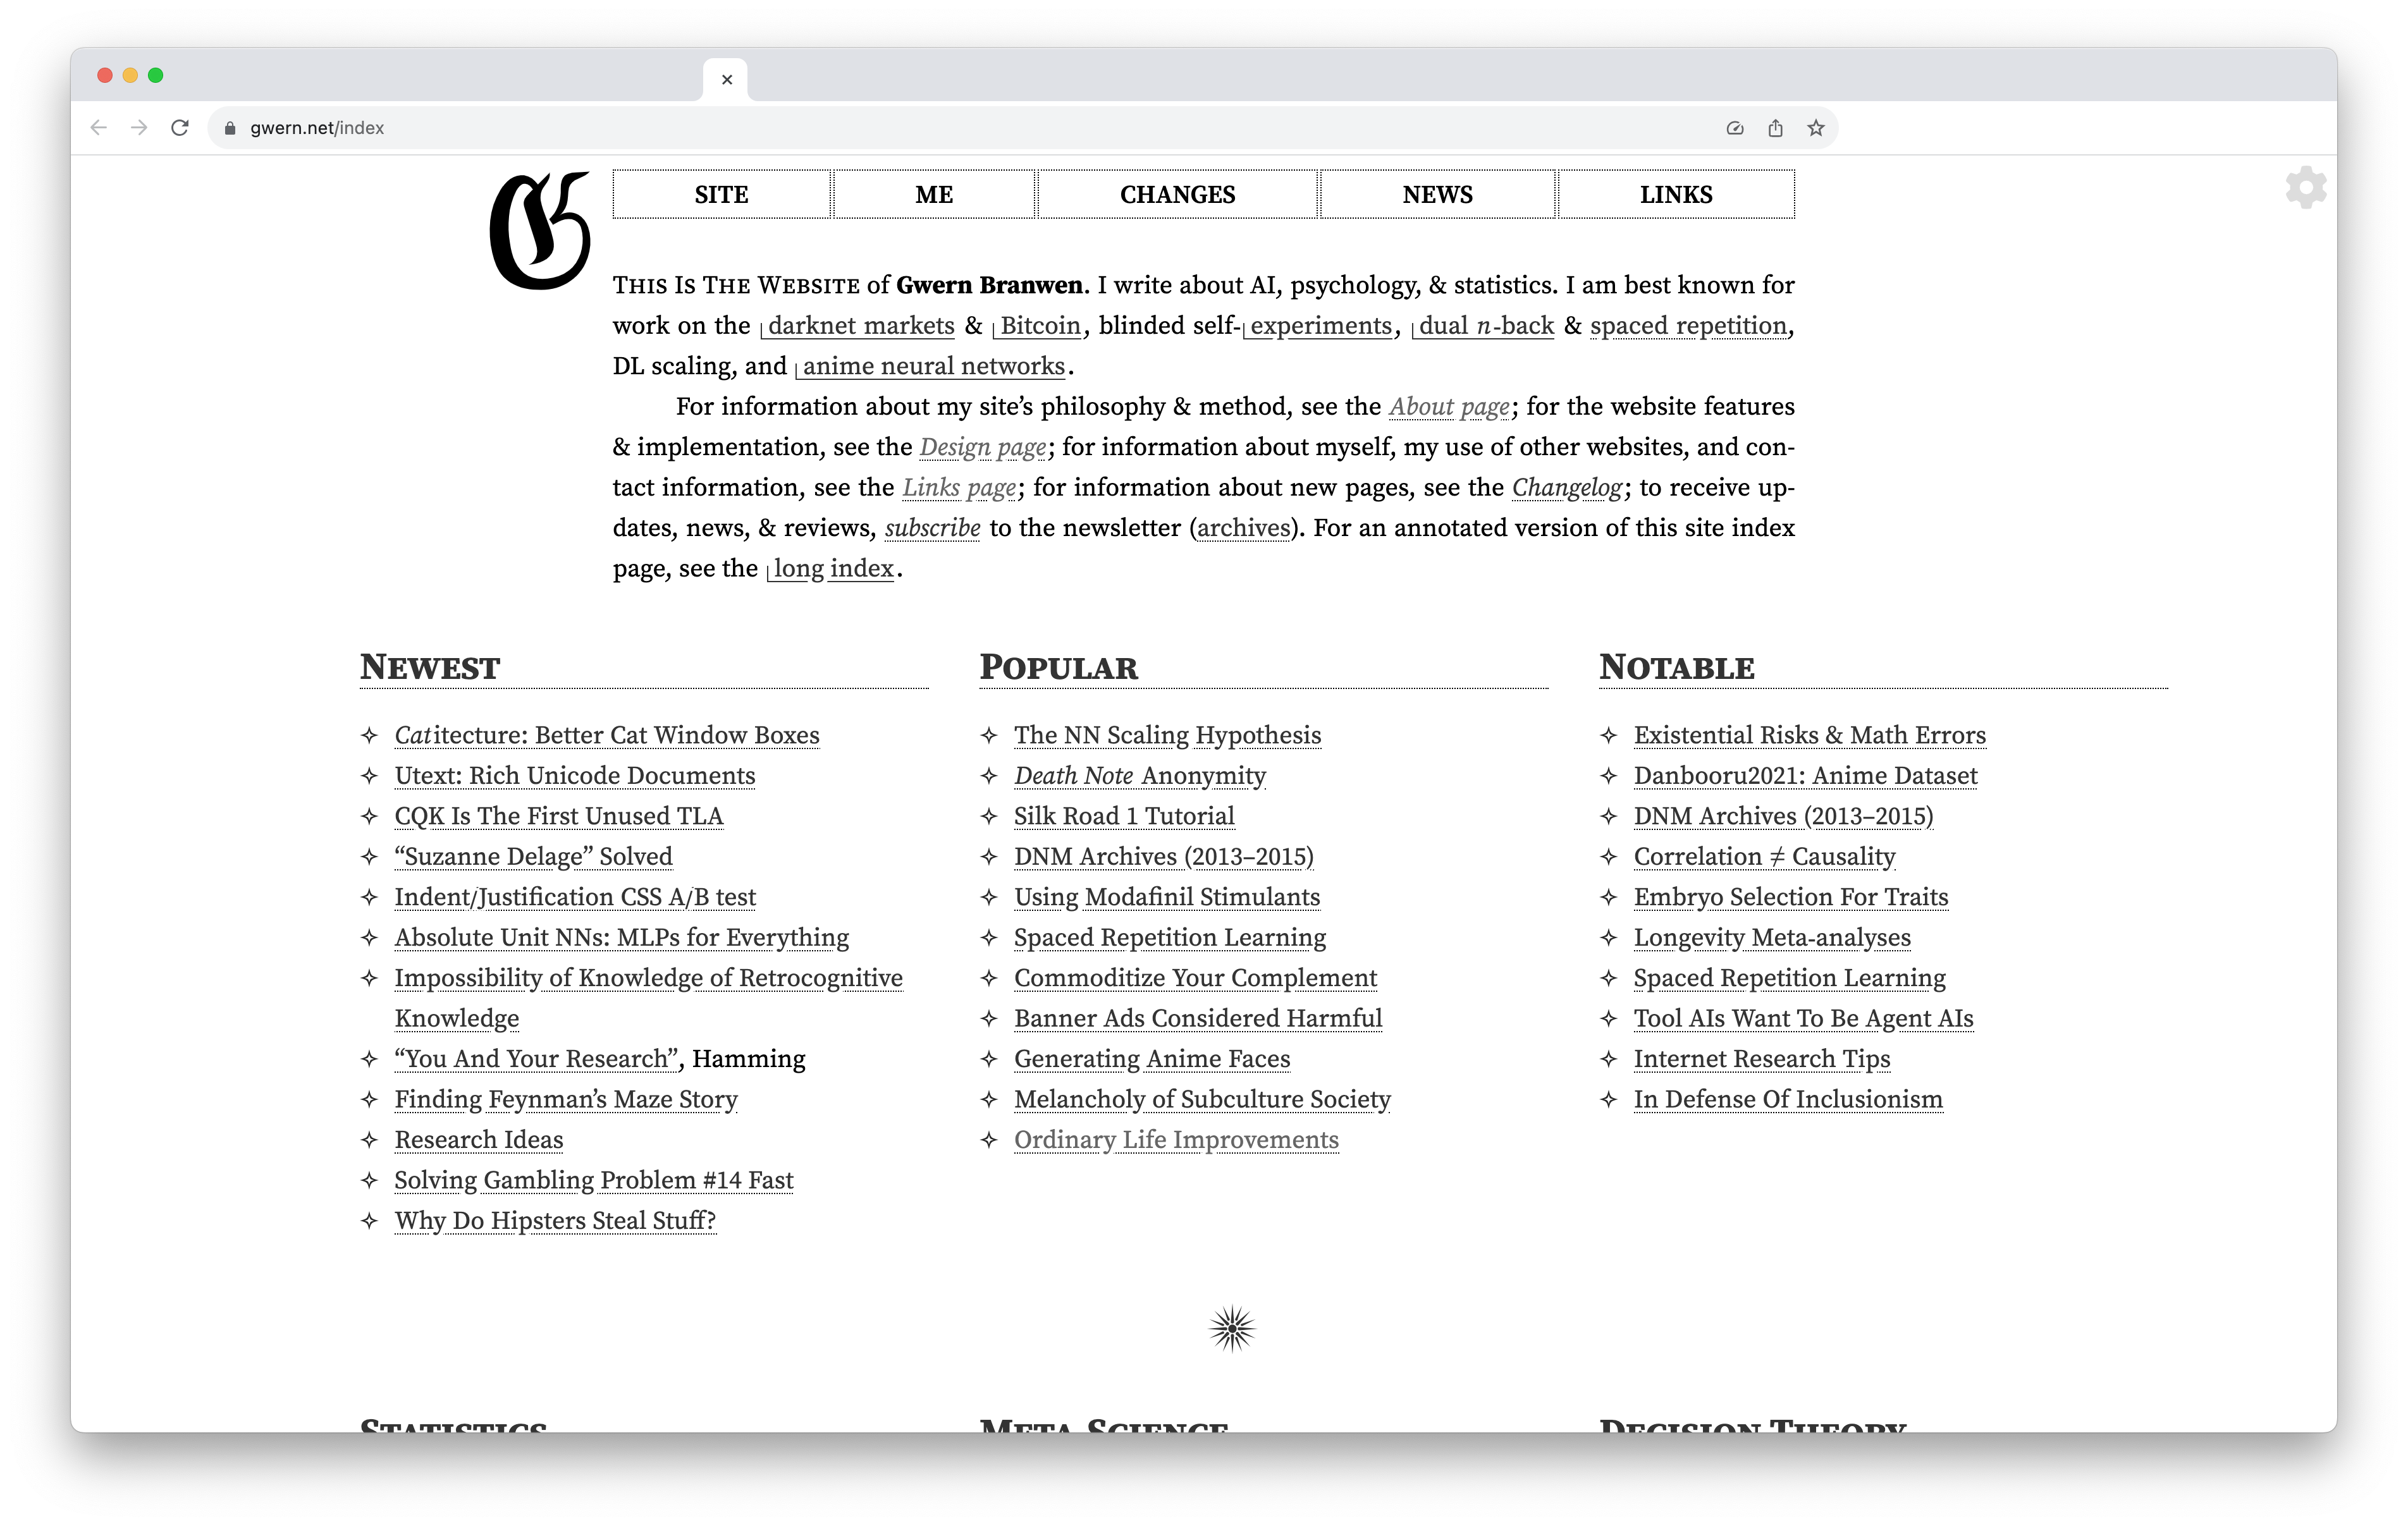 gwern.net/index
G
SITE ME CHANGES NEWS LINKS
THIS IS THE WEBSITE of Gwern Branwen. I write about AI, psychology, & statistics. I am best known for
work on the darknet markets & Bitcoin, blinded self-experiments, dual n-back & spaced repetition,
DL scaling, and anime neural networks.
For information about my site’s philosophy & method, see the About page; for the website features
& implementation, see the Design page; for information about myself, my use of other websites, and con-
tact information, see the Links page; for information about new pages, see the Changelog; to receive up-
dates, news, & reviews, subscribe to the newsletter (archives). For an annotated version of this site index
page, see the long index.
NEWEST
Catitecture: Better Cat Window Boxes
Utext: Rich Unicode Documents
CQK Is The First Unused TLA
“Suzanne Delage” Solved
Indent/Justification CSS A/B test
Absolute Unit NNs: MLPs for Everything
Impossibility of Knowledge of Retrocognitive
Knowledge
“You And Your Research”, Hamming
Finding Feynman’s Maze Story
Research Ideas
Solving Gambling Problem #14 Fast
Why Do Hipsters Steal Stuff?
POPULAR
The NN Scaling Hypothesis
Death Note Anonymity
Silk Road 1 Tutorial
DNM Archives (2013–2015)
Using Modafinil Stimulants
Spaced Repetition Learning
Commoditize Your Complement
Banner Ads Considered Harmful
Generating Anime Faces
Melancholy of Subculture Society
Ordinary Life Improvements
NOTABLE
Existential Risks & Math Errors
Danbooru2021: Anime Dataset
DNM Archives (2013–2015)
Correlation ≠ Causality
Embryo Selection For Traits
Longevity Meta-analyses
Spaced Repetition Learning
Tool AIs Want To Be Agent AIs
Internet Research Tips
In Defense Of Inclusionism
STATISTICS
META SCIENCE
DECISION THEORY